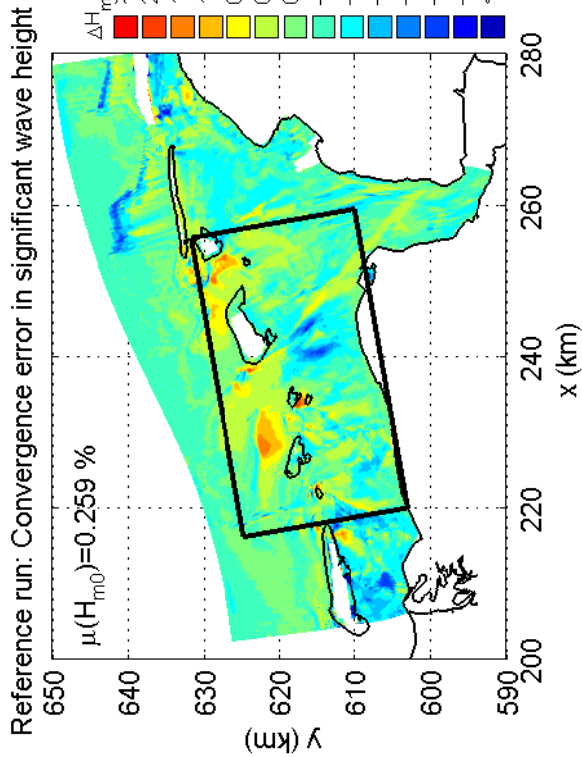 Reference run: Convergence error in significant wave height
ΔH
μ(Hm0)=0.259 %
650
640
630
620
610
600
590
y (km)
200
220
240
260
280
x (km)